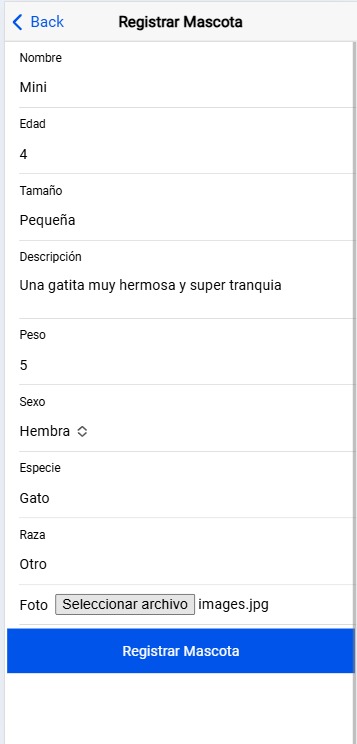 Back Registrar Mascota
Nombre
Mini
Edad
4
Tamaño
Pequeña
Descripción
Una gatita muy hermosa y super tranquia
Peso
5
Sexo
Hembra
Especie
Gato
Raza
Otro
Foto Seleccionar archivo images.jpg
Registrar Mascota